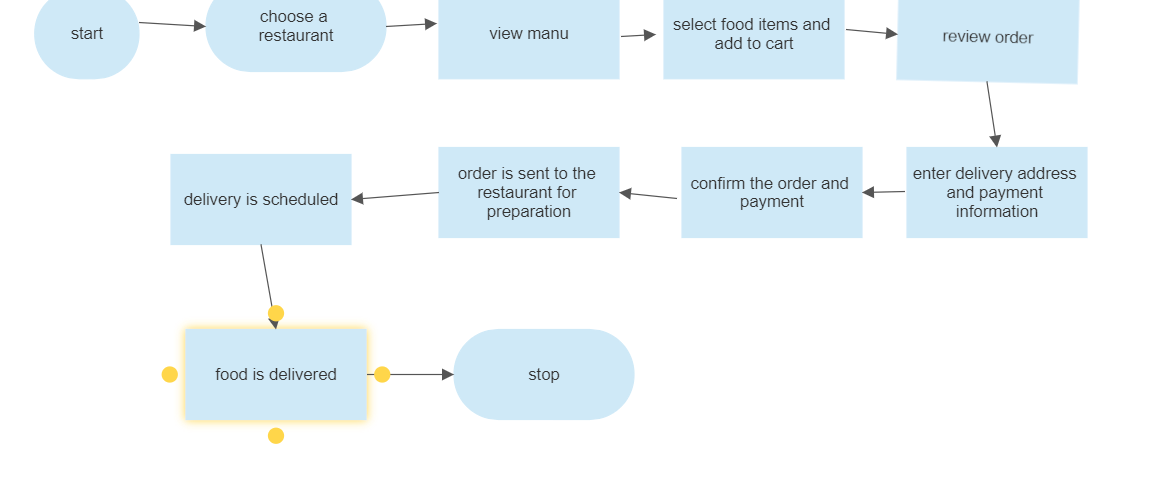 start
choose a
restaurant
view manu
select food items and
add to cart
review order
enter delivery address
and payment
information
confirm the order and
payment
order is sent to the
restaurant for
preparation
delivery is scheduled
food is delivered
stop